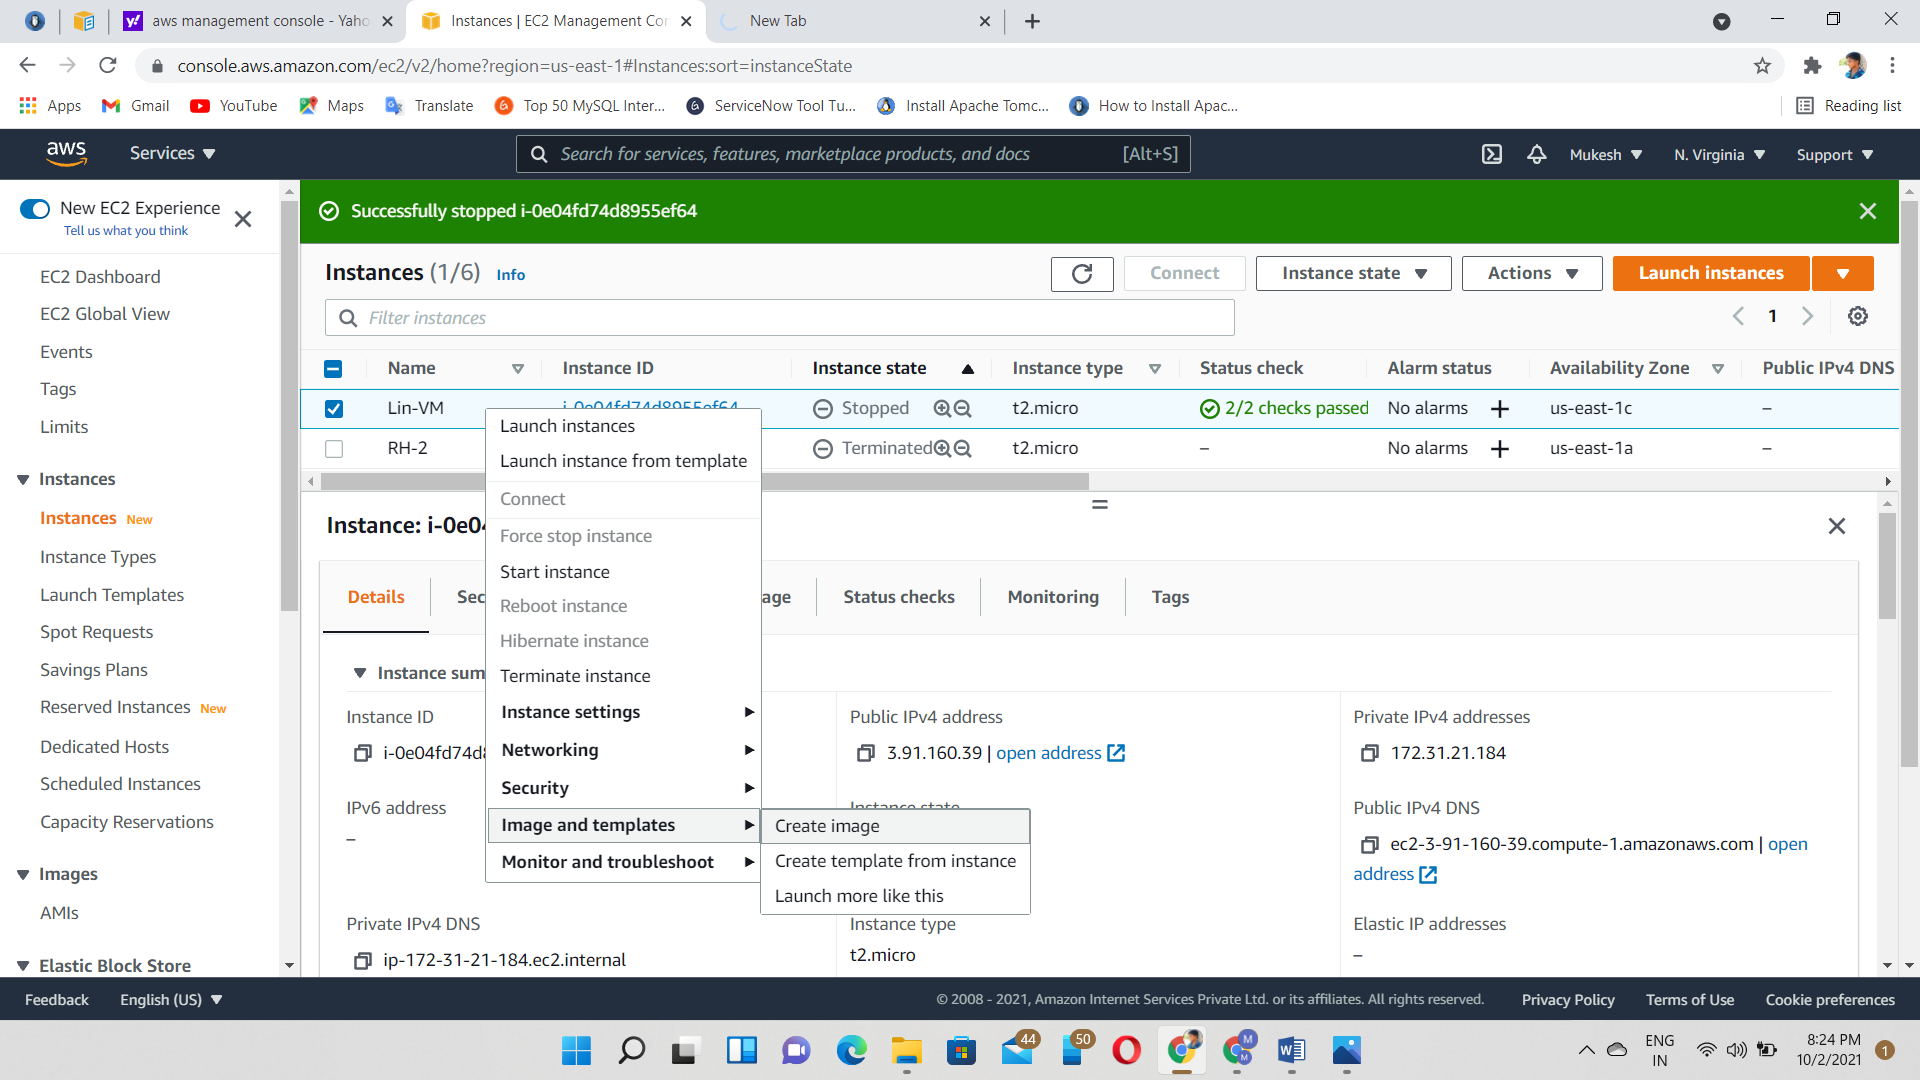 aws management console - Yaho
Instances | EC2 Management Con
New Tab
console.aws.amazon.com/ec2/v2/home?region=us-east-1#Instances:sort=instanceState
Apps
Gmail
YouTube
Maps
Translate
Top 50 MySQL Inter...
ServiceNow Tool Tu...
Install Apache Tomc...
How to Install Apac...
Reading list
aws
Services
Search for services, features, marketplace products, and docs
[Alt+S]
Mukesh
N. Virginia
Support
New EC2 Experience
Tell us what you think
EC2 Dashboard
EC2 Global View
Events
Tags
Limits
Instances
Instances New
Instance Types
Launch Templates
Spot Requests
Savings Plans
Reserved Instances New
Dedicated Hosts
Scheduled Instances
Capacity Reservations
Images
AMIs
Elastic Block Store
Successfully stopped i-0e04fd74d8955ef64
Instances (1/6) Info
Connect
Instance state
Actions
Launch instances
Filter instances
1
Name
Instance ID
Instance state
Instance type
Status check
Alarm status
Availability Zone
Public IPv4 DNS
Lin-VM
i-0e04fd74d8955ef64
Stopped
t2.micro
2/2 checks passed
No alarms
us-east-1c
–
RH-2
Terminated
t2.micro
–
No alarms
us-east-1a
–
Launch instances
Launch instance from template
Connect
Force stop instance
Start instance
Reboot instance
Hibernate instance
Terminate instance
Instance settings
Networking
Security
Image and templates
Monitor and troubleshoot
Create image
Create template from instance
Launch more like this
Instance: i-0e04
Details
Sec
age
Status checks
Monitoring
Tags
Instance sum
Instance ID
i-0e04fd74d8
Public IPv4 address
3.91.160.39 | open address
Private IPv4 addresses
172.31.21.184
IPv6 address
–
Instance state
Public IPv4 DNS
ec2-3-91-160-39.compute-1.amazonaws.com | open
address
Private IPv4 DNS
ip-172-31-21-184.ec2.internal
Instance type
t2.micro
Elastic IP addresses
–
Feedback
English (US)
© 2008 - 2021, Amazon Internet Services Private Ltd. or its affiliates. All rights reserved.
Privacy Policy
Terms of Use
Cookie preferences
44
50
M
M
ENG
IN
8:24 PM
10/2/2021
1